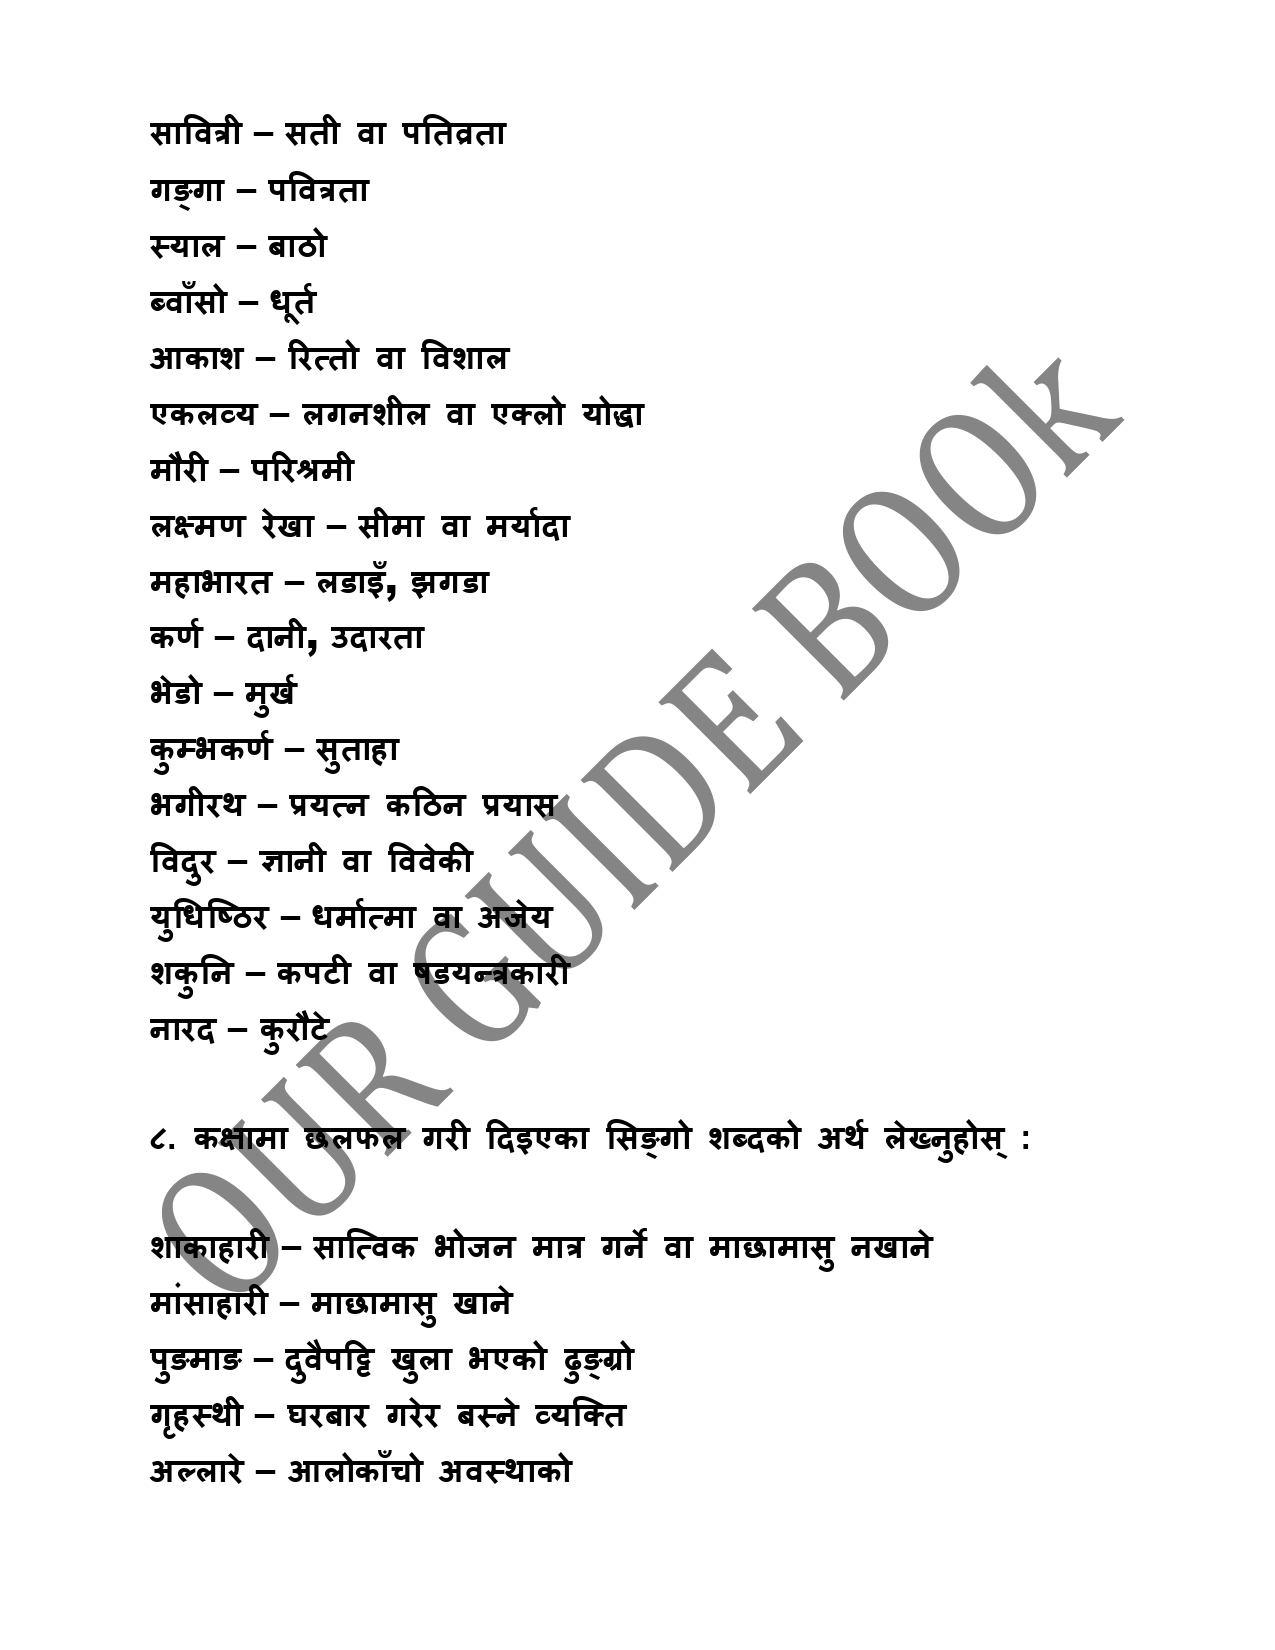 सावित्री – सती वा पतिव्रता
गङ्गा – पवित्रता
स्याल – बाठो
ब्वाँसो – धूर्त
आकाश – रित्तो वा विशाल
एकलव्य – लगनशील वा एक्लो योद्धा
मौरी – परिश्रमी
लक्ष्मण रेखा – सीमा वा मर्यादा
महाभारत – लडाइँ, झगडा
कर्ण – दानी, उदारता
भेडो – मुर्ख
कुम्भकर्ण – सुताहा
भगीरथ – प्रयत्न कठिन प्रयास
विदुर – ज्ञानी वा विवेकी
युधिष्ठिर – धर्मात्मा वा अजेय
शकुनि – कपटी वा षडयन्त्रकारी
नारद – कुरौटे
८. कक्षामा छलफल गरी दिइएका सिङ्गो शब्दको अर्थ लेख्नुहोस् :
शाकाहारी – सात्विक भोजन मात्र गर्ने वा माछामासु नखाने
मांसाहारी – माछामासु खाने
पुङमाङ – दुवैपट्टि खुला भएको ढुङ्ग्रो
गृहस्थी – घरबार गरेर बस्ने व्यक्ति
अल्लारे – आलोकाँचो अवस्थाको
OUR GUIDE BOOk